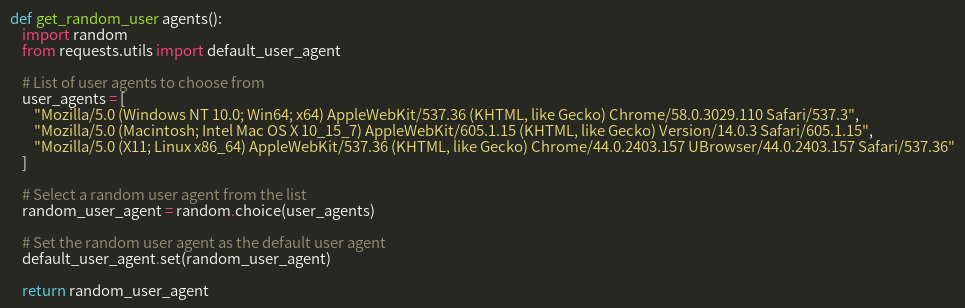 def get_random_user agents():
    import random
    from requests.utils import default_user_agent

    # List of user agents to choose from
    user_agents = [
        "Mozilla/5.0 (Windows NT 10.0; Win64; x64) AppleWebKit/537.36 (KHTML, like Gecko) Chrome/58.0.3029.110 Safari/537.3",
        "Mozilla/5.0 (Macintosh; Intel Mac OS X 10_15_7) AppleWebKit/605.1.15 (KHTML, like Gecko) Version/14.0.3 Safari/605.1.15",
        "Mozilla/5.0 (X11; Linux x86_64) AppleWebKit/537.36 (KHTML, like Gecko) Chrome/44.0.2403.157 UBrowser/44.0.2403.157 Safari/537.36"
    ]

    # Select a random user agent from the list
    random_user_agent = random.choice(user_agents)

    # Set the random user agent as the default user agent
    default_user_agent.set(random_user_agent)

    return random_user_agent